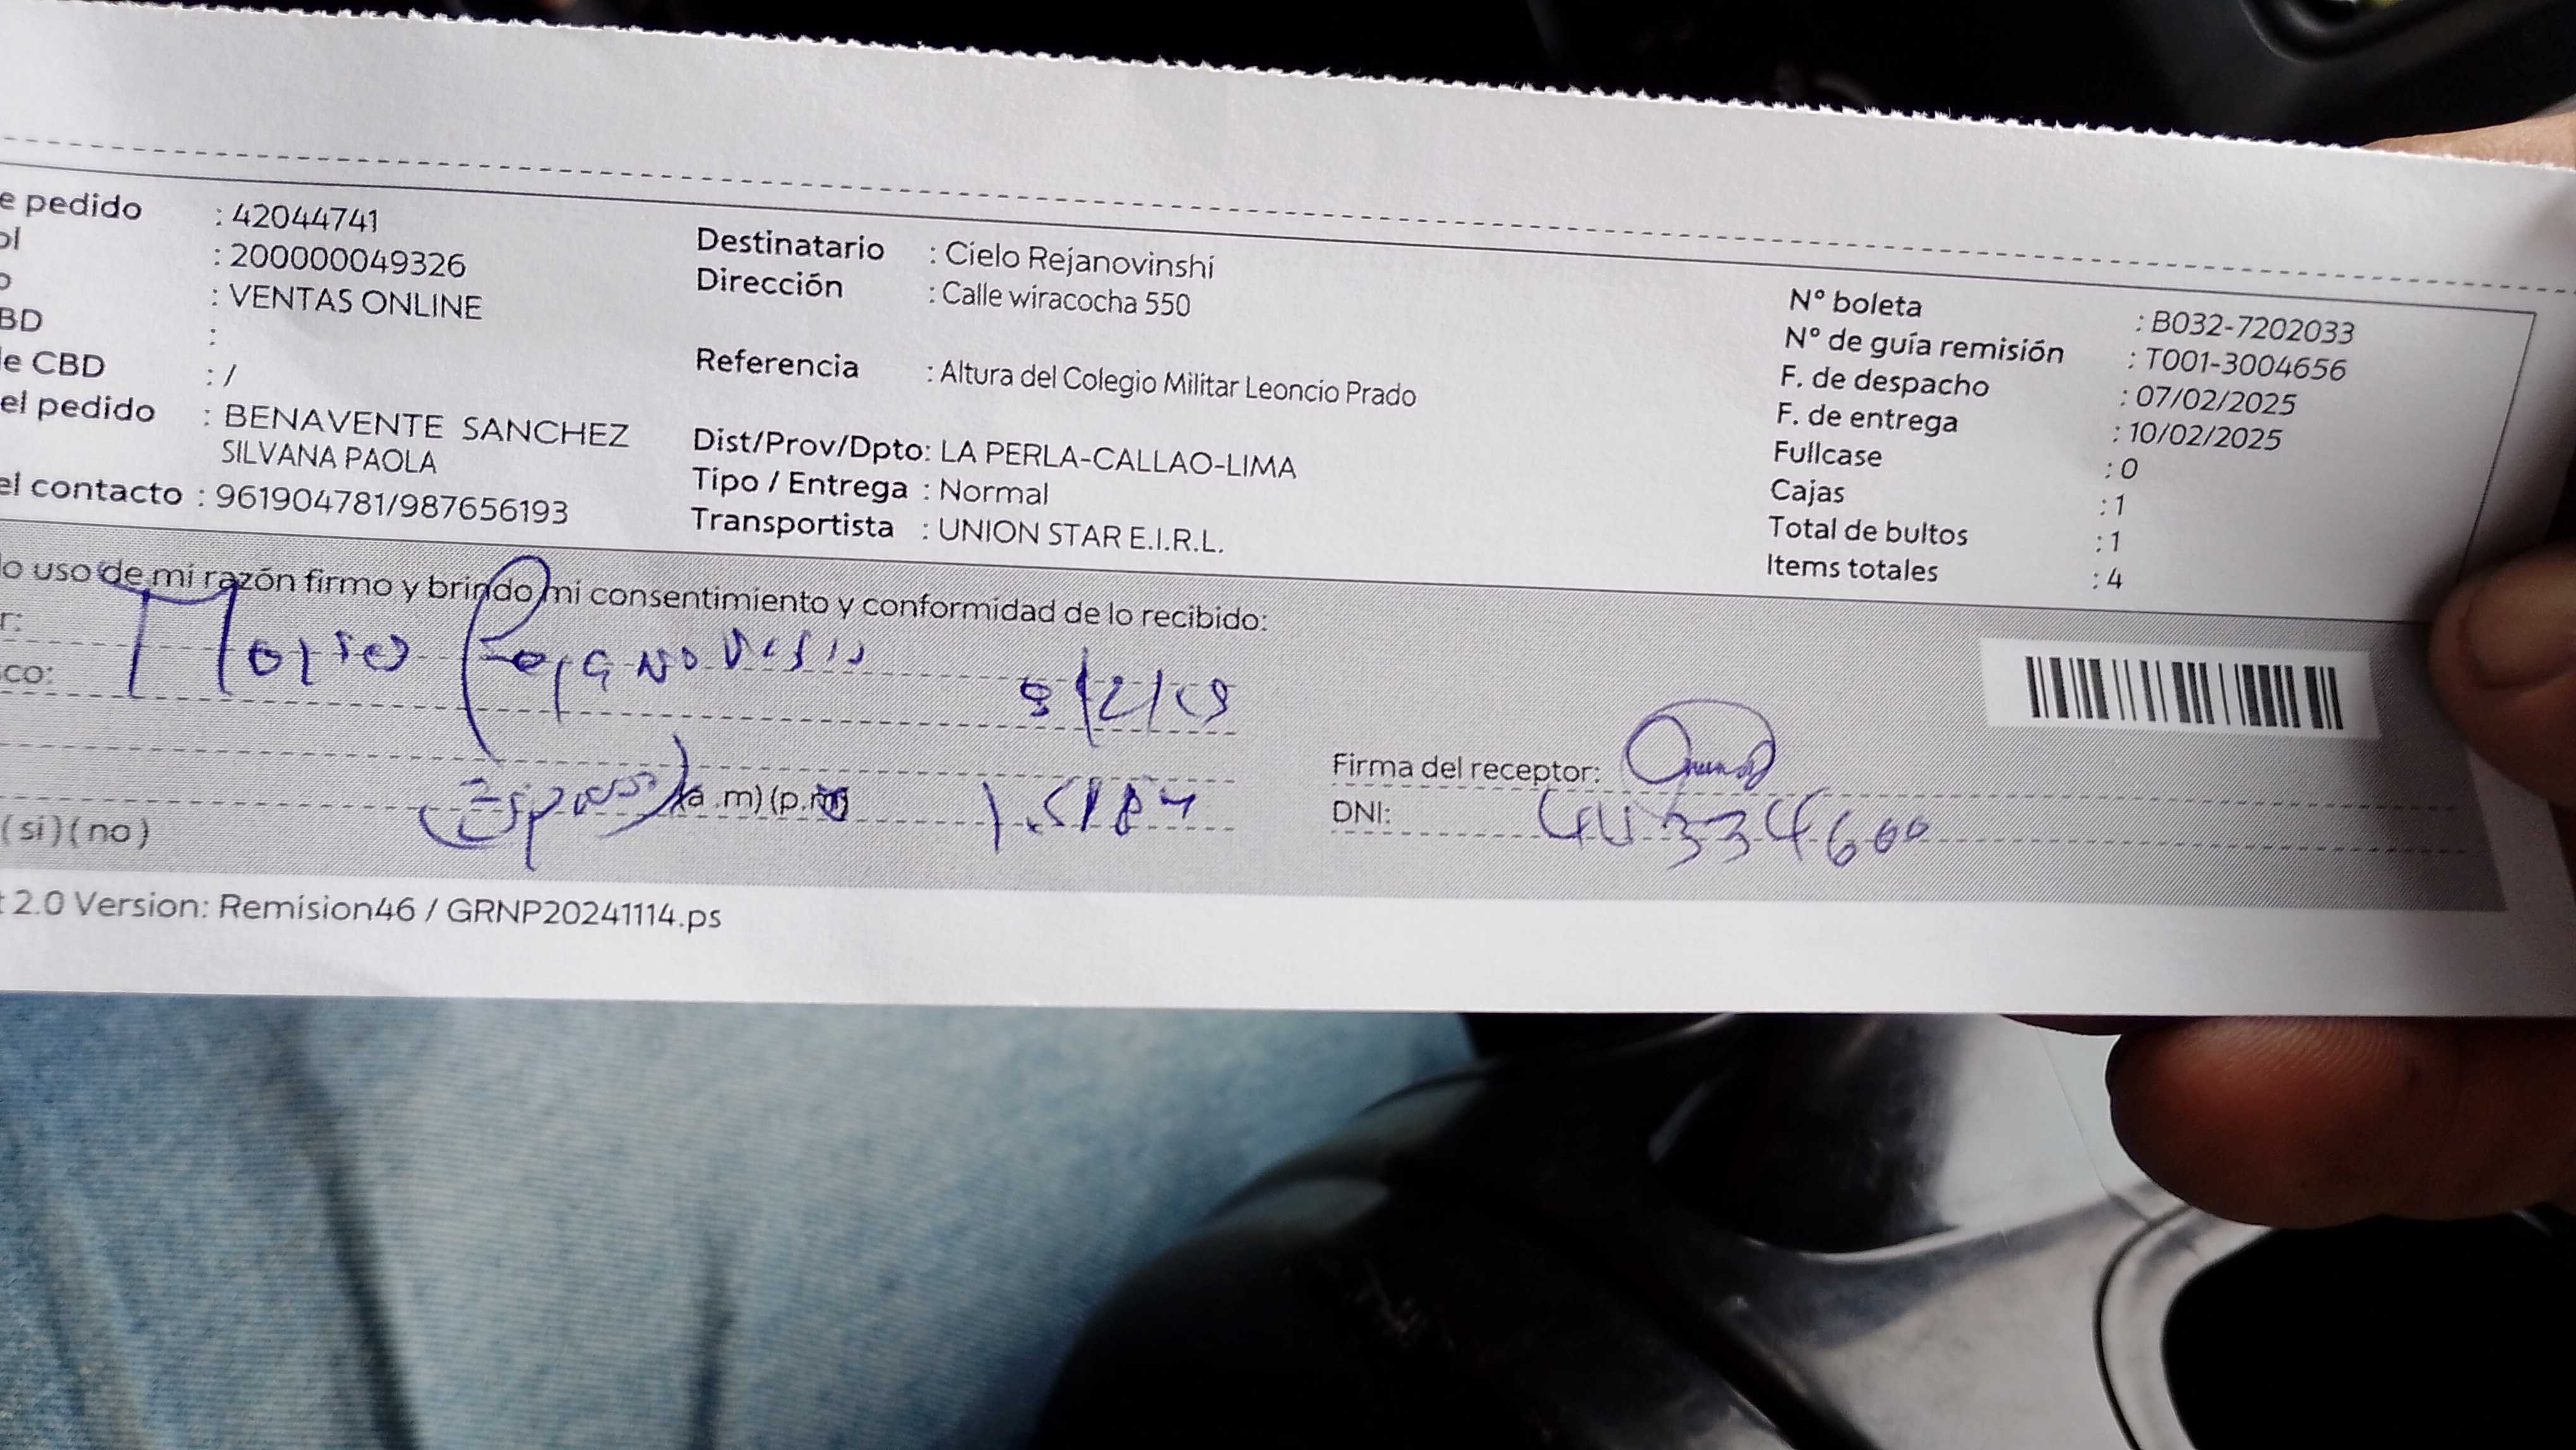 e pedido : 42044741
ol : 200000049326
o : VENTAS ONLINE
BD :
le CBD : /
el pedido : BENAVENTE SANCHEZ
SILVANA PAOLA
el contacto : 961904781/987656193
Destinatario : Cielo Rejanovinshi
Dirección : Calle wiracocha 550
Referencia : Altura del Colegio Militar Leoncio Prado
Dist/Prov/Dpto: LA PERLA-CALLAO-LIMA
Tipo / Entrega : Normal
Transportista : UNION STAR E.I.R.L.
N° boleta : B032-7202033
N° de guía remisión : T001-3004656
F. de despacho : 07/02/2025
F. de entrega : 10/02/2025
Fullcase : 0
Cajas : 1
Total de bultos : 1
Items totales : 4
lo uso de mi razón firmo y brindo mi consentimiento y conformidad de lo recibido:
r:
co:
(a .m) (p.m)
(si) (no)
Firma del receptor:
DNI: 44334600
t 2.0 Version: Remision46 / GRNP20241114.ps